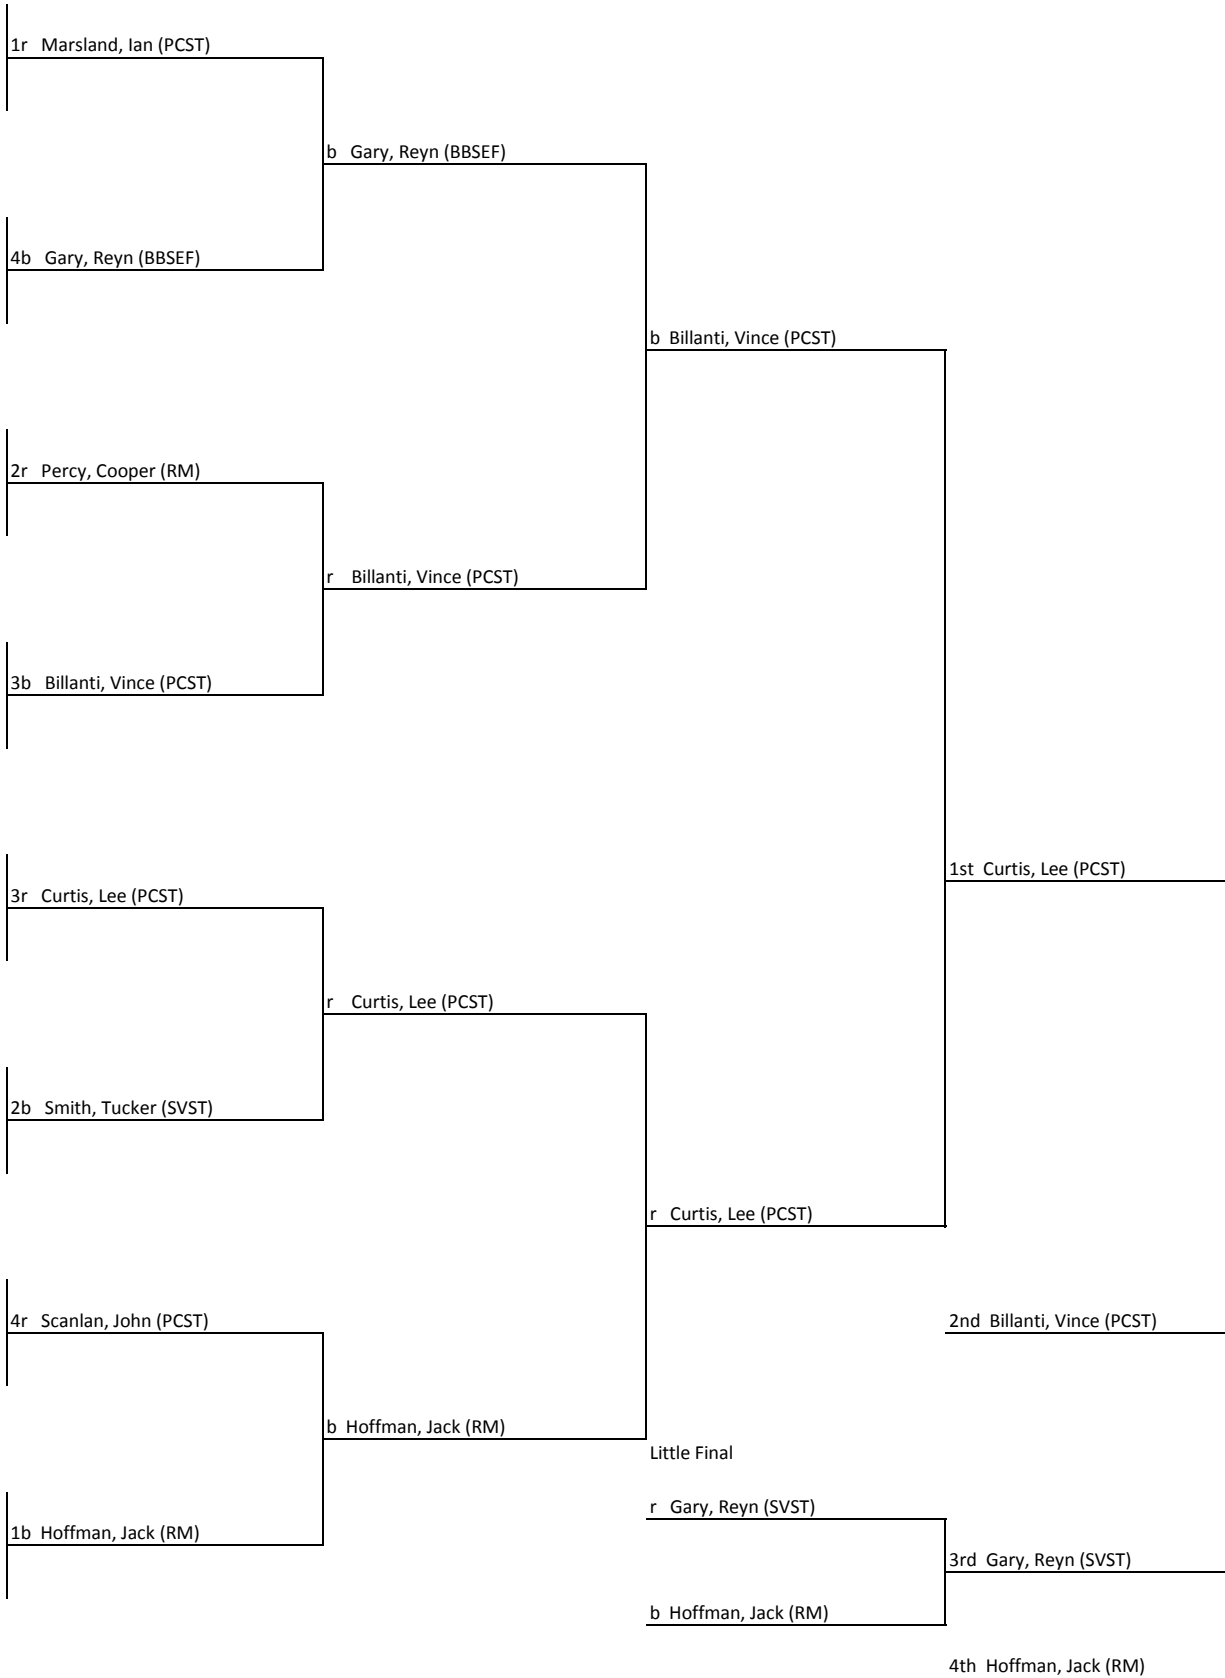 1r Marsland, Ian (PCST)
b Gary, Reyn (BBSEF)
4b Gary, Reyn (BBSEF)
b Billanti, Vince (PCST)
2r Percy, Cooper (RM)
r Billanti, Vince (PCST)
3b Billanti, Vince (PCST)
1st Curtis, Lee (PCST)
3r Curtis, Lee (PCST)
r Curtis, Lee (PCST)
2b Smith, Tucker (SVST)
r Curtis, Lee (PCST)
4r Scanlan, John (PCST)
2nd Billanti, Vince (PCST)
b Hoffman, Jack (RM)
Little Final
r Gary, Reyn (SVST)
1b Hoffman, Jack (RM)
3rd Gary, Reyn (SVST)
b Hoffman, Jack (RM)
4th Hoffman, Jack (RM)